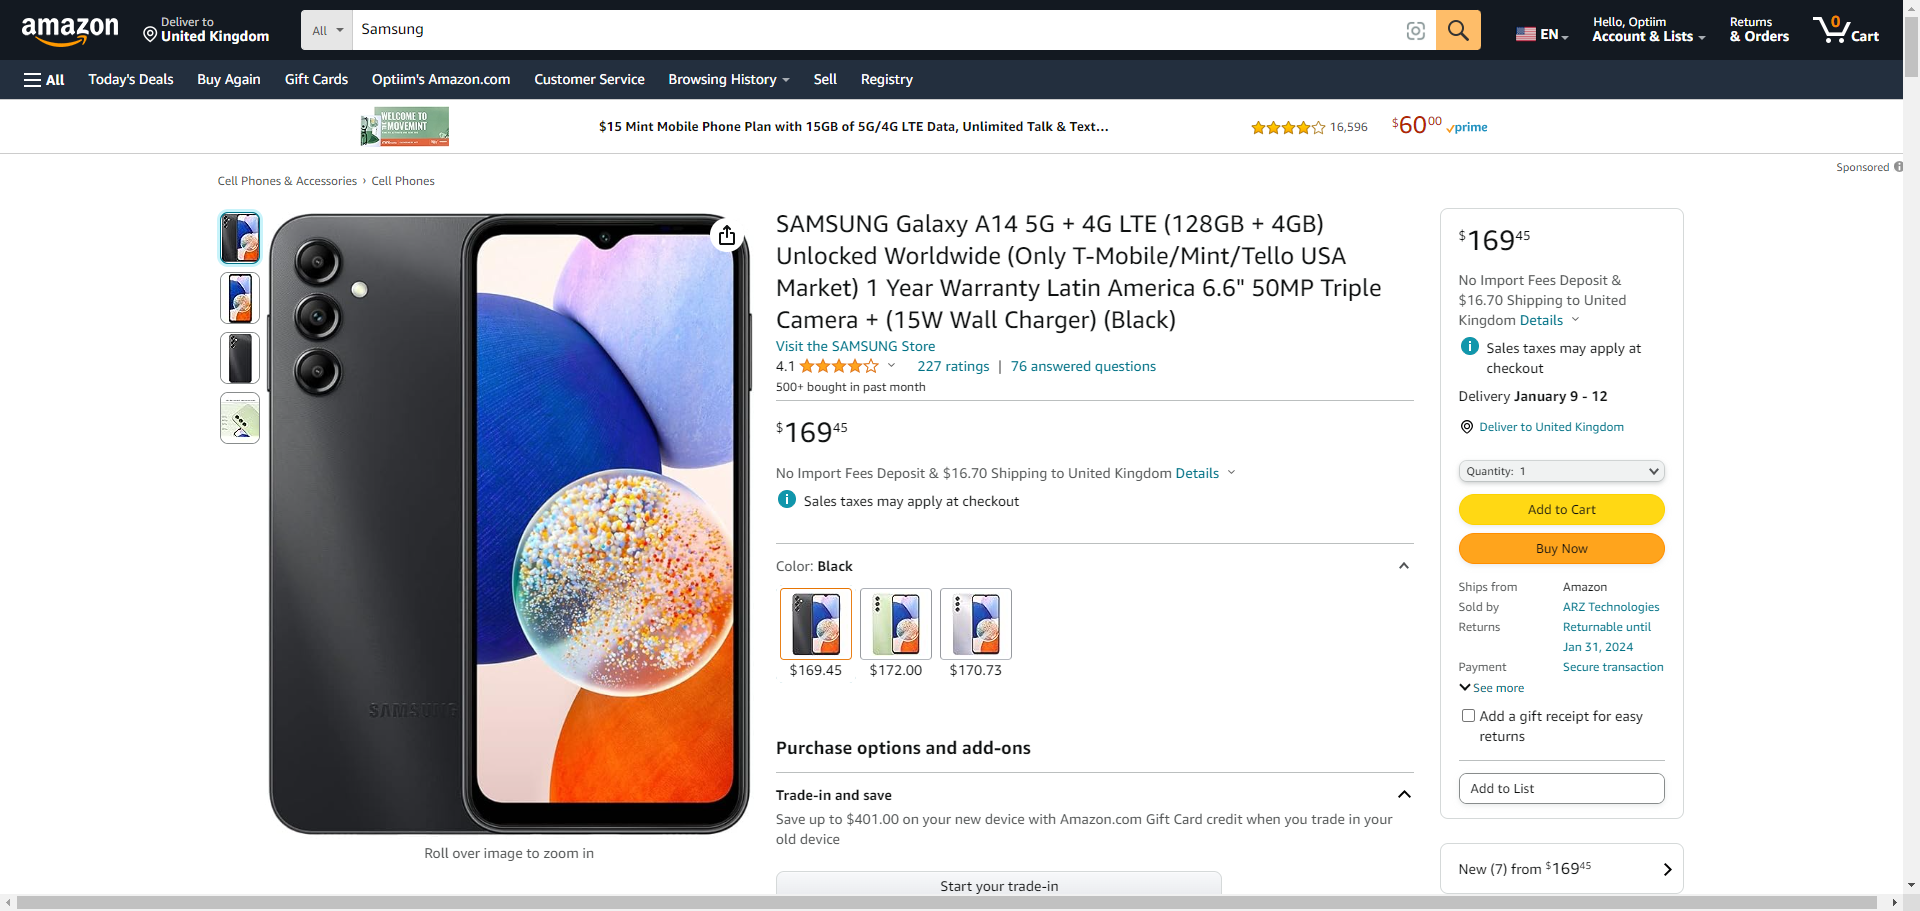 amazon
Deliver to
United Kingdom
All
Samsung
EN
Hello, Optiim
Account & Lists
Returns
& Orders
0
Cart
All
Today's Deals
Buy Again
Gift Cards
Optiim's Amazon.com
Customer Service
Browsing History
Sell
Registry
WELCOME TO
THE MOVEMINT
$15 Mint Mobile Phone Plan with 15GB of 5G/4G LTE Data, Unlimited Talk & Text...
16,596
$6000
prime
Sponsored
Cell Phones & Accessories › Cell Phones
SAMSUNG
Roll over image to zoom in
SAMSUNG Galaxy A14 5G + 4G LTE (128GB + 4GB)
Unlocked Worldwide (Only T-Mobile/Mint/Tello USA
Market) 1 Year Warranty Latin America 6.6" 50MP Triple
Camera + (15W Wall Charger) (Black)
Visit the SAMSUNG Store
4.1
227 ratings | 76 answered questions
500+ bought in past month
$16945
No Import Fees Deposit & $16.70 Shipping to United Kingdom Details
Sales taxes may apply at checkout
Color: Black
$169.45
$172.00
$170.73
Purchase options and add-ons
Trade-in and save
Save up to $401.00 on your new device with Amazon.com Gift Card credit when you trade in your
old device
Start your trade-in
$16945
No Import Fees Deposit &
$16.70 Shipping to United
Kingdom Details
Sales taxes may apply at
checkout
Delivery January 9 - 12
Deliver to United Kingdom
Quantity: 1
Add to Cart
Buy Now
Ships from Amazon
Sold by ARZ Technologies
Returns Returnable until
Jan 31, 2024
Payment Secure transaction
See more
Add a gift receipt for easy
returns
Add to List
New (7) from $16945